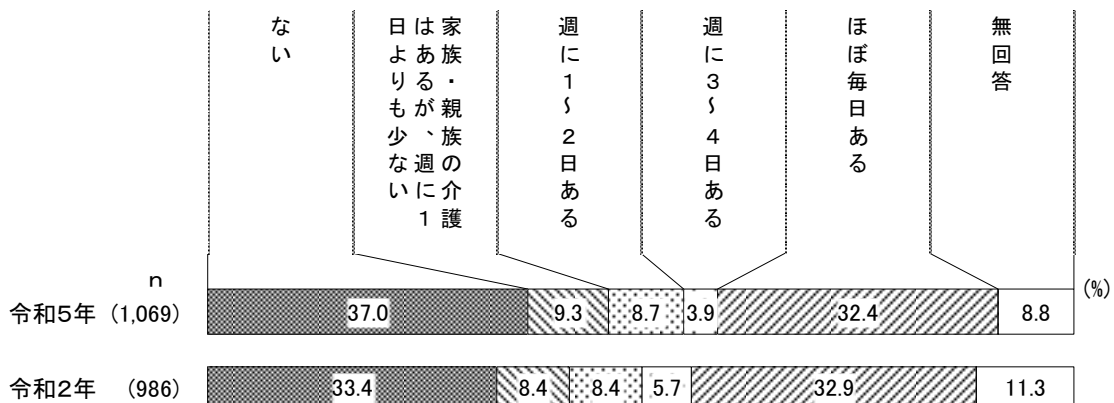 ない
家族・親族の介護
はあるが、週に1
日よりも少ない
週に1～2日ある
週に3～4日ある
ほぼ毎日ある
無回答
n
(%)
令和5年 (1,069) 37.0 9.3 8.7 3.9 32.4 8.8
令和2年 (986) 33.4 8.4 8.4 5.7 32.9 11.3